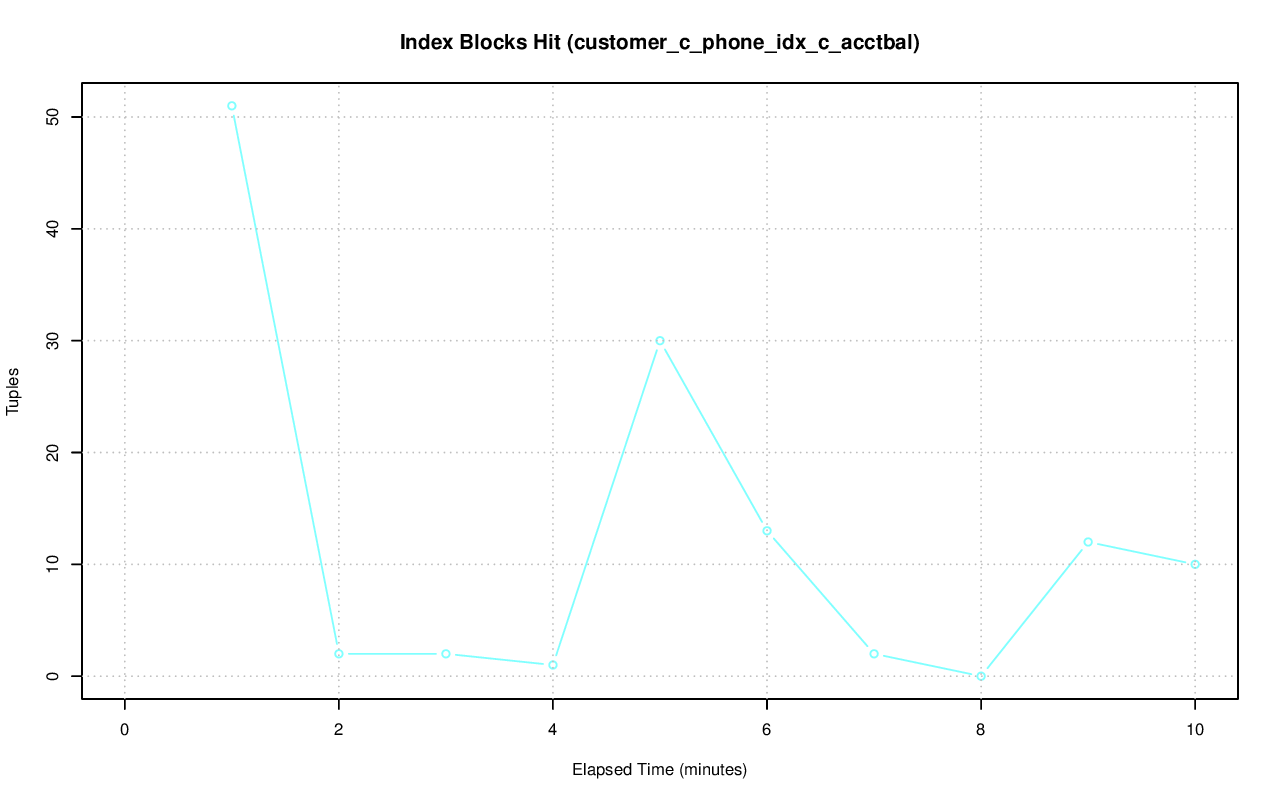 Index Blocks Hit (customer_c_phone_idx_c_acctbal)
Tuples
50
40
30
20
10
0
0 2 4 6 8 10
Elapsed Time (minutes)